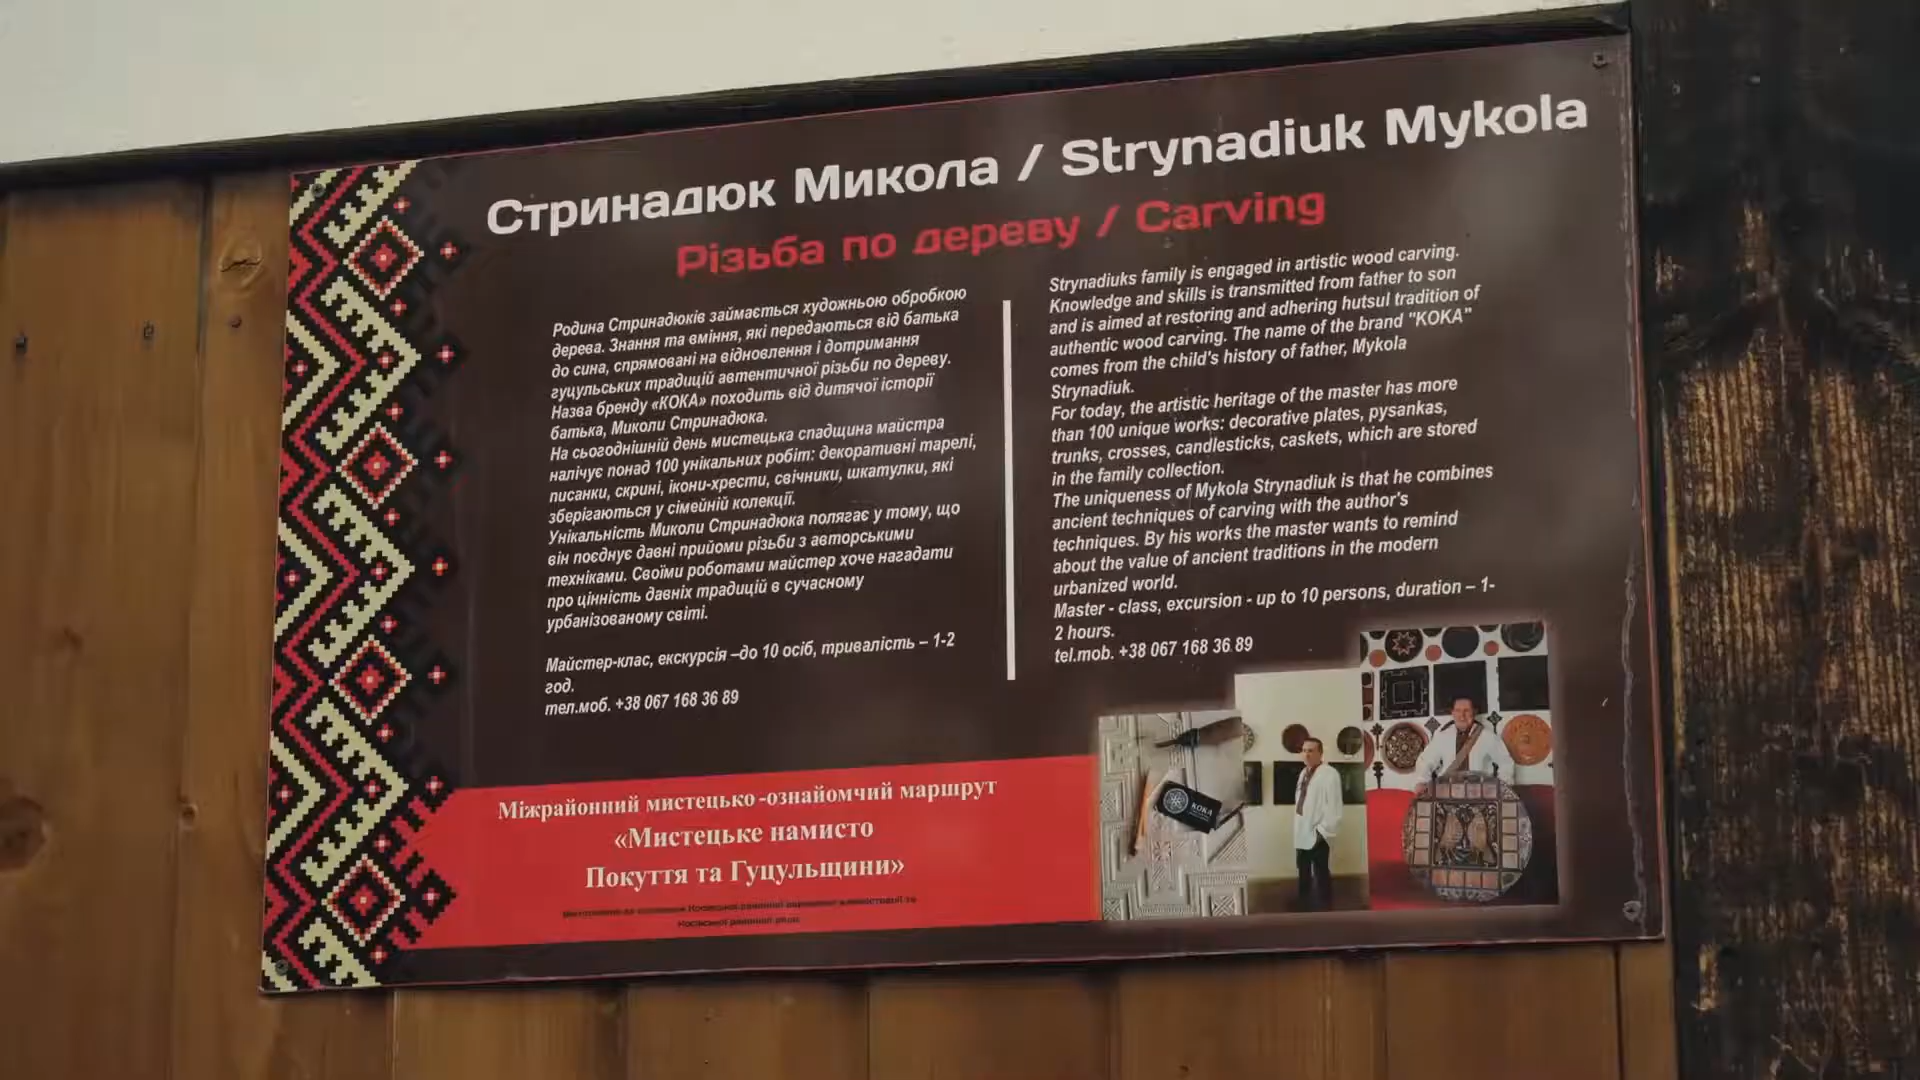 Стринадюк Микола / Strynadiuk Mykola
Різьба по дереву / Carving
Родина Стринадюків займається художньою обробкою
дерева. Знання та вміння, які передаються від батька
до сина, спрямовані на відновлення і дотримання
гуцульських традицій автентичної різьби по дереву.
Назва бренду «КОКА» походить від дитячої історії
батька, Миколи Стринадюка.
На сьогоднішній день мистецька спадщина майстра
налічує понад 100 унікальних робіт: декоративні тарелі,
писанки, скрині, ікони-хрести, свічники, шкатулки, які
зберігаються у сімейній колекції.
Унікальність Миколи Стринадюка полягає у тому, що
він поєднує давні прийоми різьби з авторськими
техніками. Своїми роботами майстер хоче нагадати
про цінність давніх традицій в сучасному
урбанізованому світі.
Майстер-клас, екскурсія –до 10 осіб, тривалість – 1-2
год.
тел.моб. +38 067 168 36 89
Strynadiuks family is engaged in artistic wood carving.
Knowledge and skills is transmitted from father to son
and is aimed at restoring and adhering hutsul tradition of
authentic wood carving. The name of the brand "KOKA"
comes from the child's history of father, Mykola
Strynadiuk.
For today, the artistic heritage of the master has more
than 100 unique works: decorative plates, pysankas,
trunks, crosses, candlesticks, caskets, which are stored
in the family collection.
The uniqueness of Mykola Strynadiuk is that he combines
ancient techniques of carving with the author's
techniques. By his works the master wants to remind
about the value of ancient traditions in the modern
urbanized world.
Master - class, excursion - up to 10 persons, duration – 1-
2 hours.
tel.mob. +38 067 168 36 89
Міжрайонний мистецько-ознайомчий маршрут
«Мистецьке намисто
Покуття та Гуцульщини»
Косівської районної державної адміністрації та
Косівської районної ради
KOKA